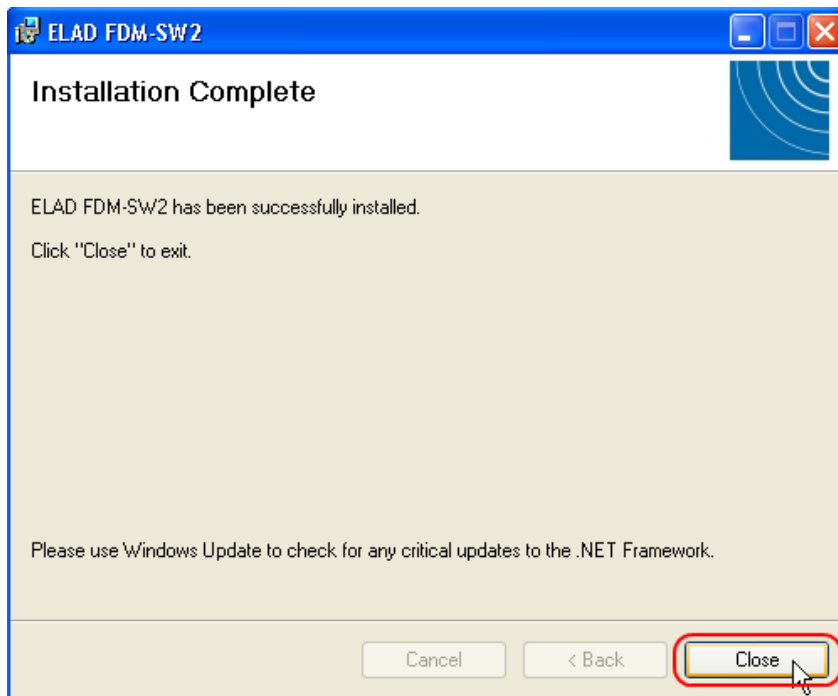 ELAD FDM-SW2
Installation Complete
ELAD FDM-SW2 has been successfully installed.
Click "Close" to exit.
Please use Windows Update to check for any critical updates to the .NET Framework.
Cancel < Back Close